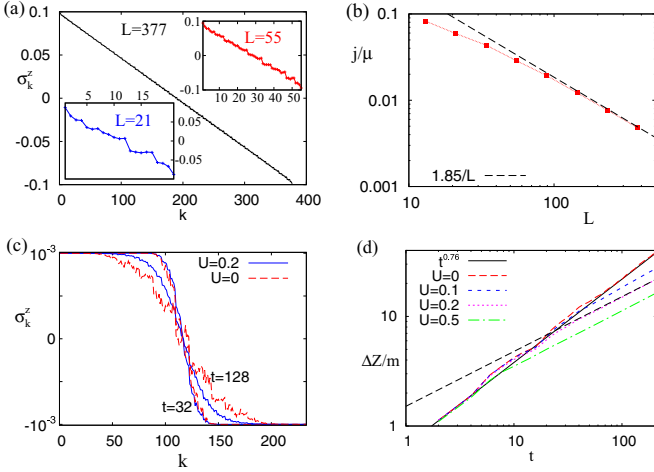 (a)
0.1
0.05
0
-0.05
-0.1
σ_k^z
L=377
L=55
0.1
0
-0.1
10 20 30 40 50
5 10 15
L=21
0.05
0
-0.05
0 100 200 300 400
k
(b)
0.1
j/μ
0.01
0.001
1.85/L
10 100
L
(c)
10^-3
0
-10^-3
σ_k^z
U=0.2
U=0
t=128
t=32
0 50 100 150 200
k
(d)
t^0.76
U=0
U=0.1
U=0.2
U=0.5
10
ΔZ/m
1
1 10 100
t